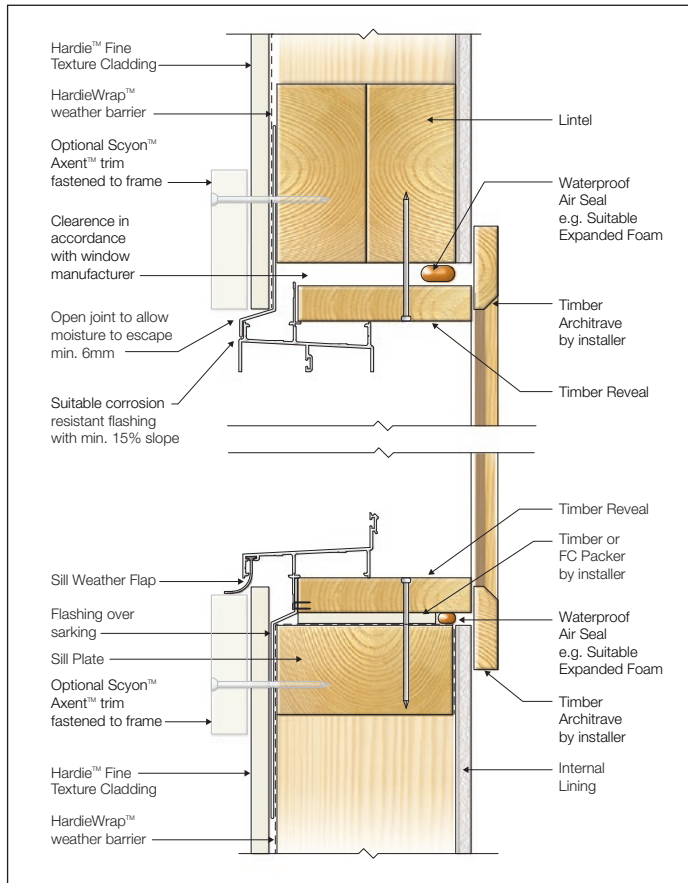 Hardie™ Fine
Texture Cladding
HardieWrap™
weather barrier
Optional Scyon™
Axent™ trim
fastened to frame
Clearence in
accordance
with window
manufacturer
Open joint to allow
moisture to escape
min. 6mm
Suitable corrosion
resistant flashing
with min. 15% slope
Lintel
Waterproof
Air Seal
e.g. Suitable
Expanded Foam
Timber
Architrave
by installer
Timber Reveal
Sill Weather Flap
Flashing over
sarking
Sill Plate
Optional Scyon™
Axent™ trim
fastened to frame
Hardie™ Fine
Texture Cladding
HardieWrap™
weather barrier
Timber Reveal
Timber or
FC Packer
by installer
Waterproof
Air Seal
e.g. Suitable
Expanded Foam
Timber
Architrave
by installer
Internal
Lining